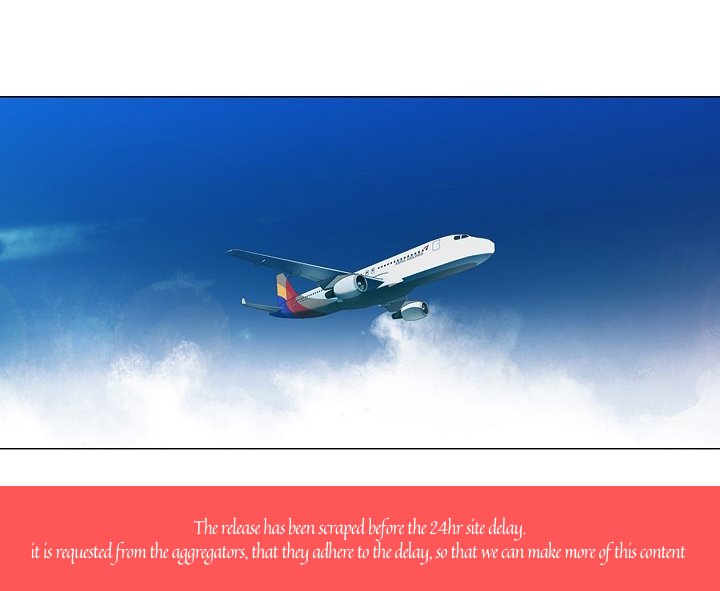 The release has been scraped before the 24hr site delay.
it is requested from the aggregators, that they adhere to the delay, so that we can make more of this content